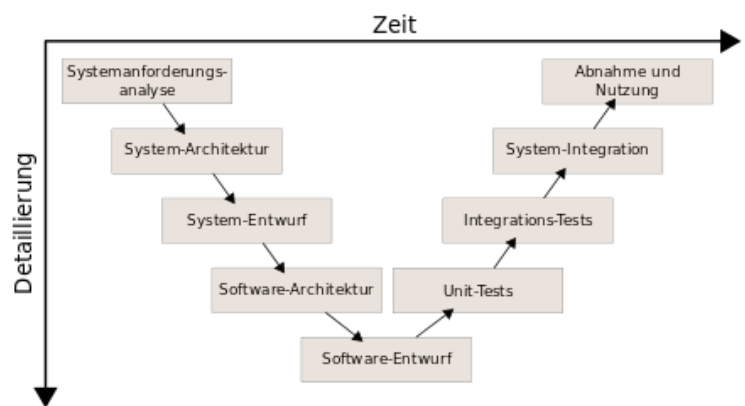 Zeit
Detaillierung
Systemanforderungs-
analyse
System-Architektur
System-Entwurf
Software-Architektur
Software-Entwurf
Unit-Tests
Integrations-Tests
System-Integration
Abnahme und
Nutzung